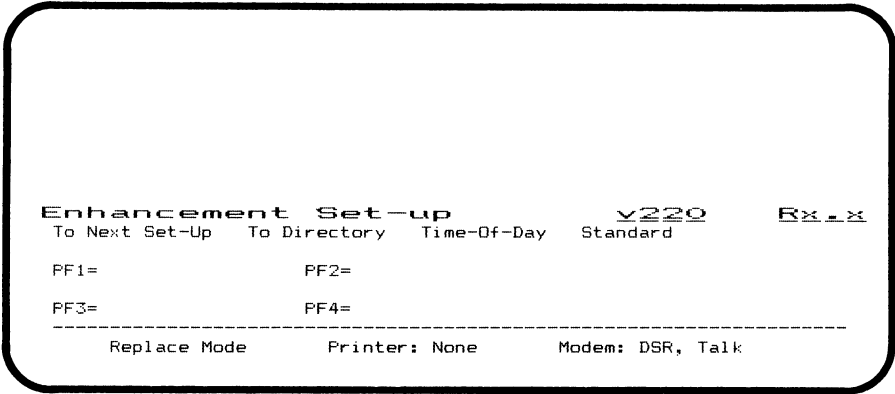 Enhancement Set-up v220 Rx.x
To Next Set-Up To Directory Time-Of-Day Standard
PF1= PF2=
PF3= PF4=
Replace Mode Printer: None Modem: DSR, Talk